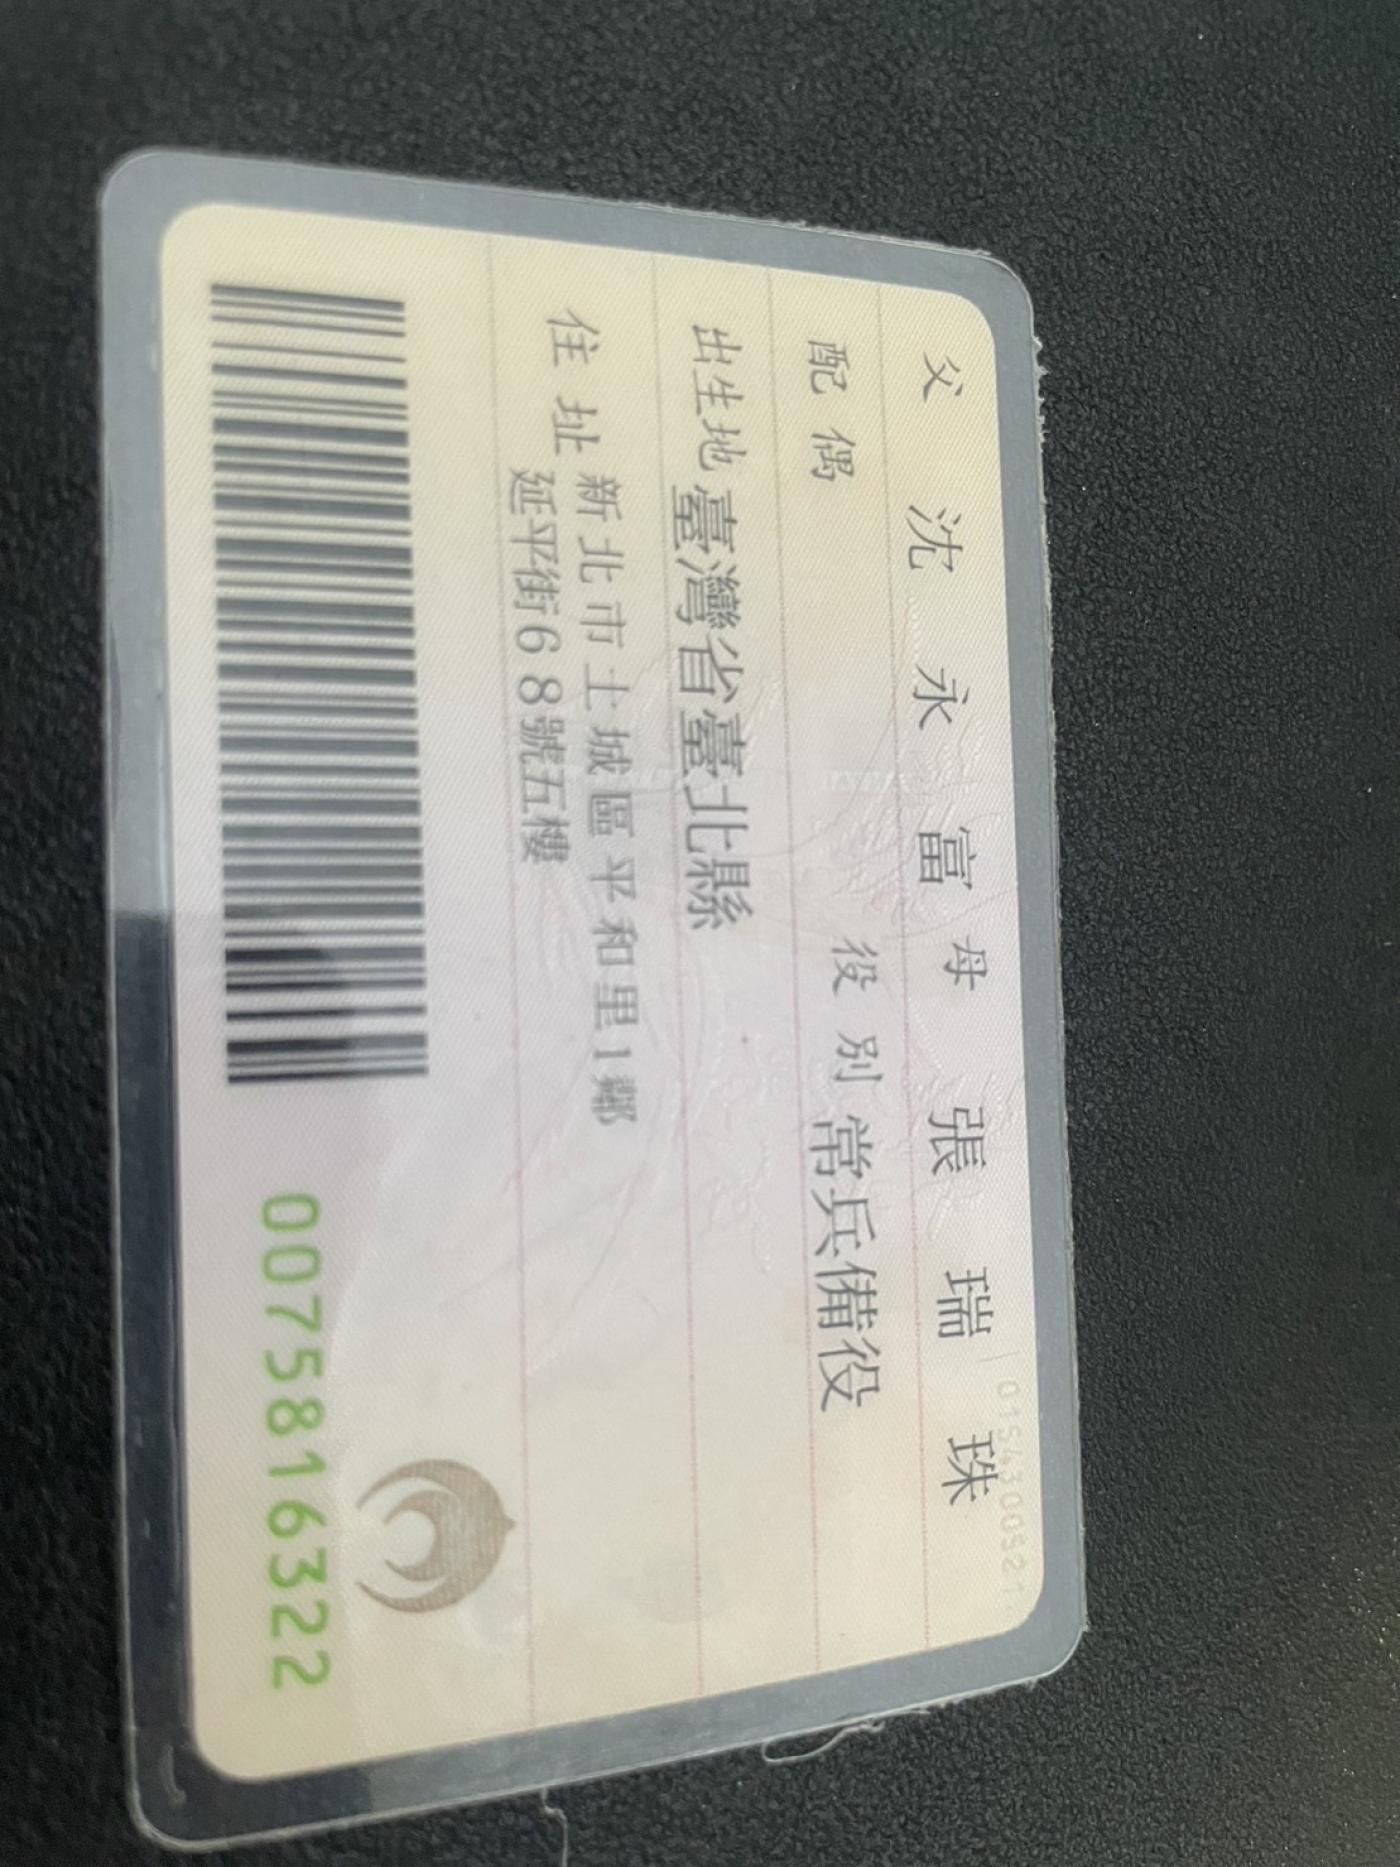 0154300521
父 沈永富 母 張瑞珠
配偶 役別 常兵備役
出生地 臺灣省臺北縣
住址 新北市土城區平和里1鄰
延平街68號五樓
0075816322